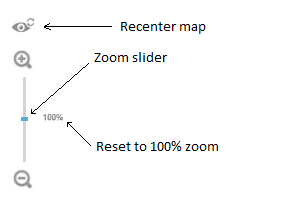 Recenter map
Zoom slider
100%
Reset to 100% zoom